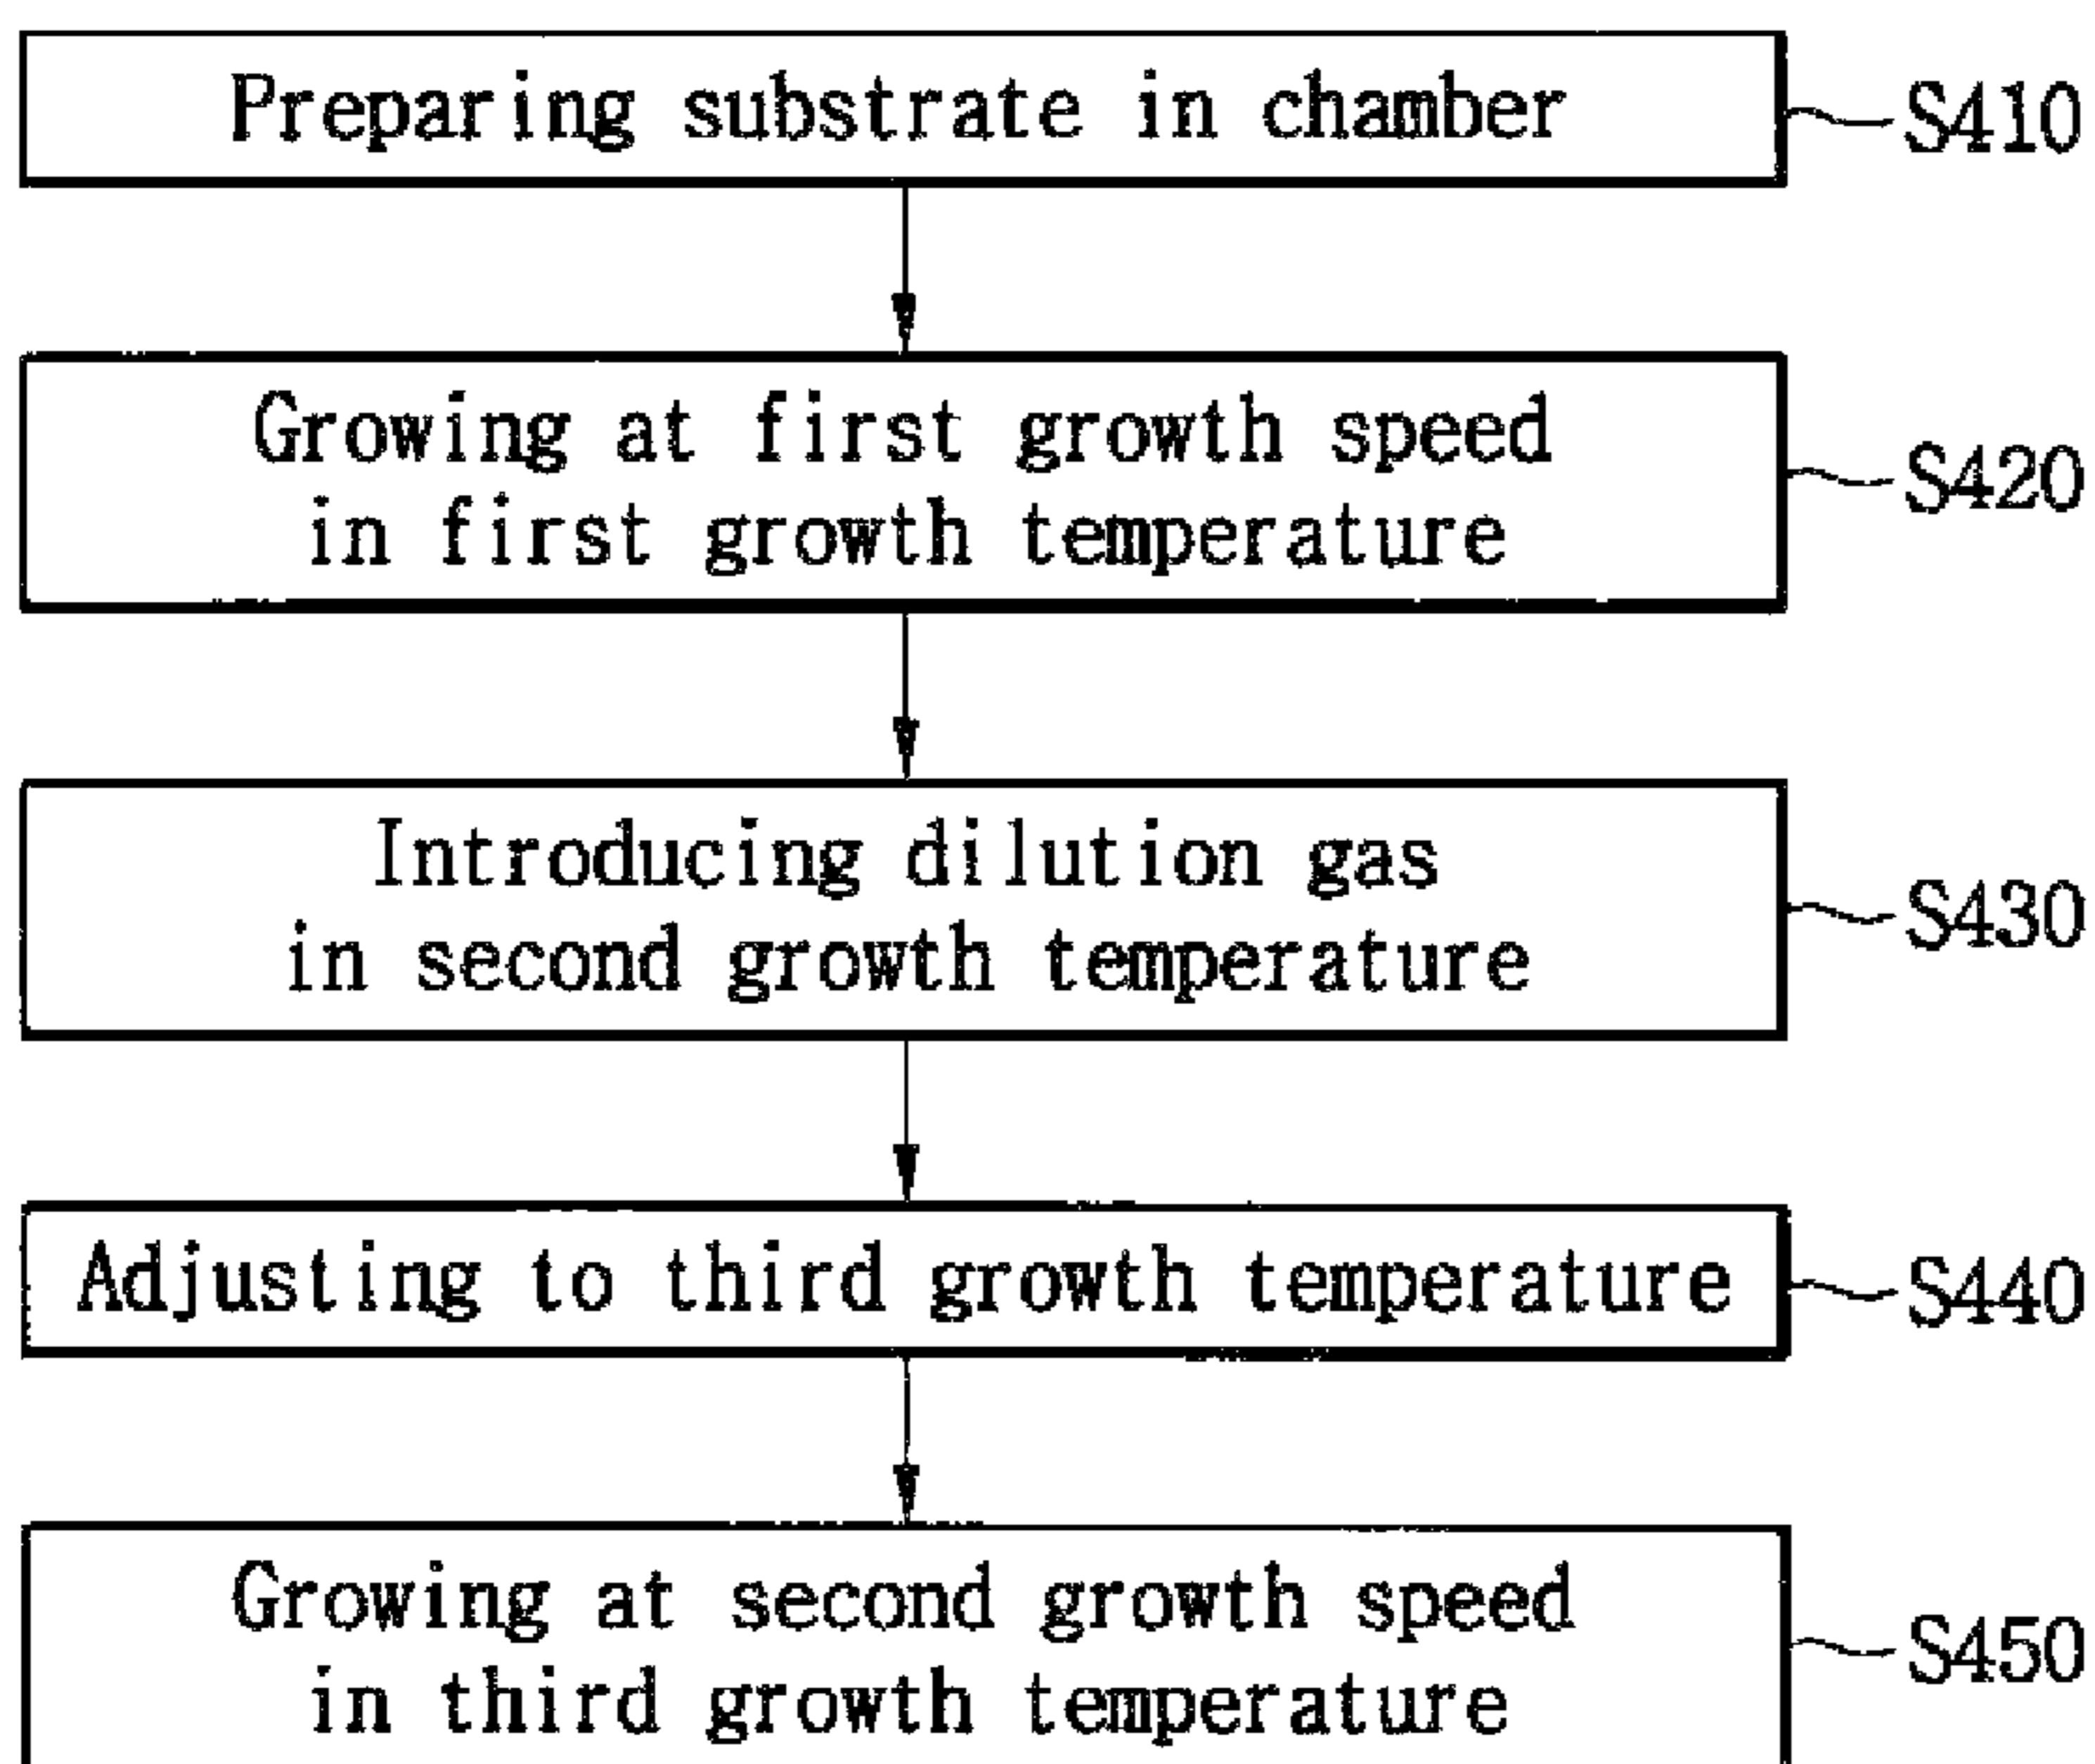 Preparing substrate in chamber
S410
Growing at first growth speed
in first growth temperature
S420
Introducing dilution gas
in second growth temperature
S430
Adjusting to third growth temperature
S440
Growing at second growth speed
in third growth temperature
S450